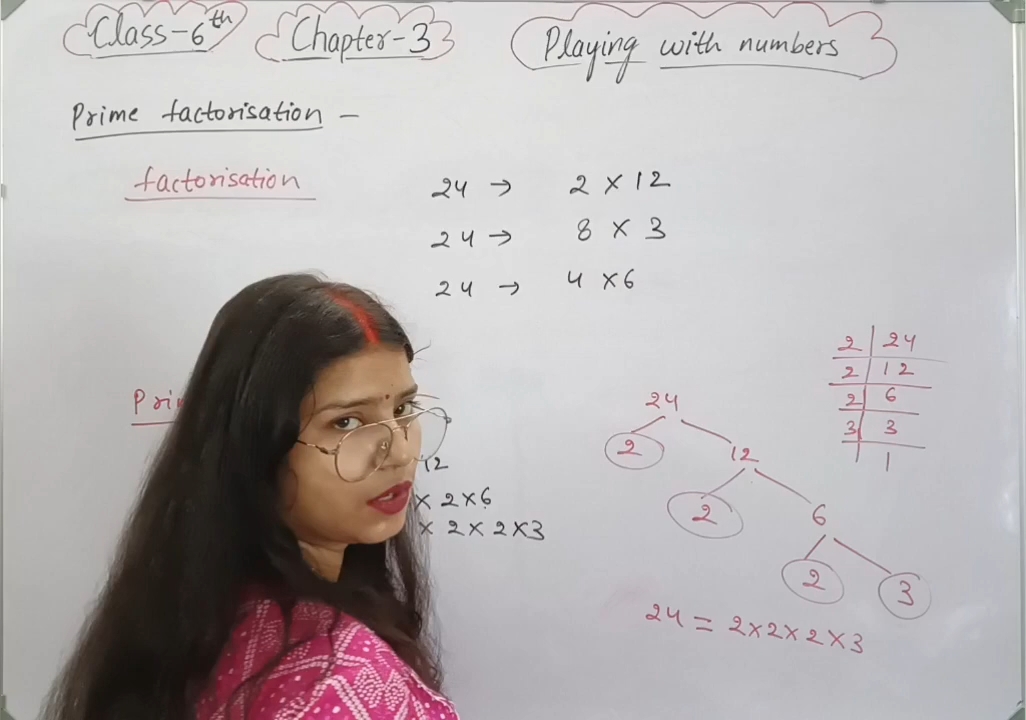 Class-6th Chapter-3 Playing with numbers
Prime factorisation –
factorisation
24 → 2 × 12
24 → 8 × 3
24 → 4 × 6
12
× 2×6
× 2× 2×3
24
2 12
2 6
2 3
24 = 2×2×2×3
2 | 24
2 | 12
2 | 6
3 | 3
| 1